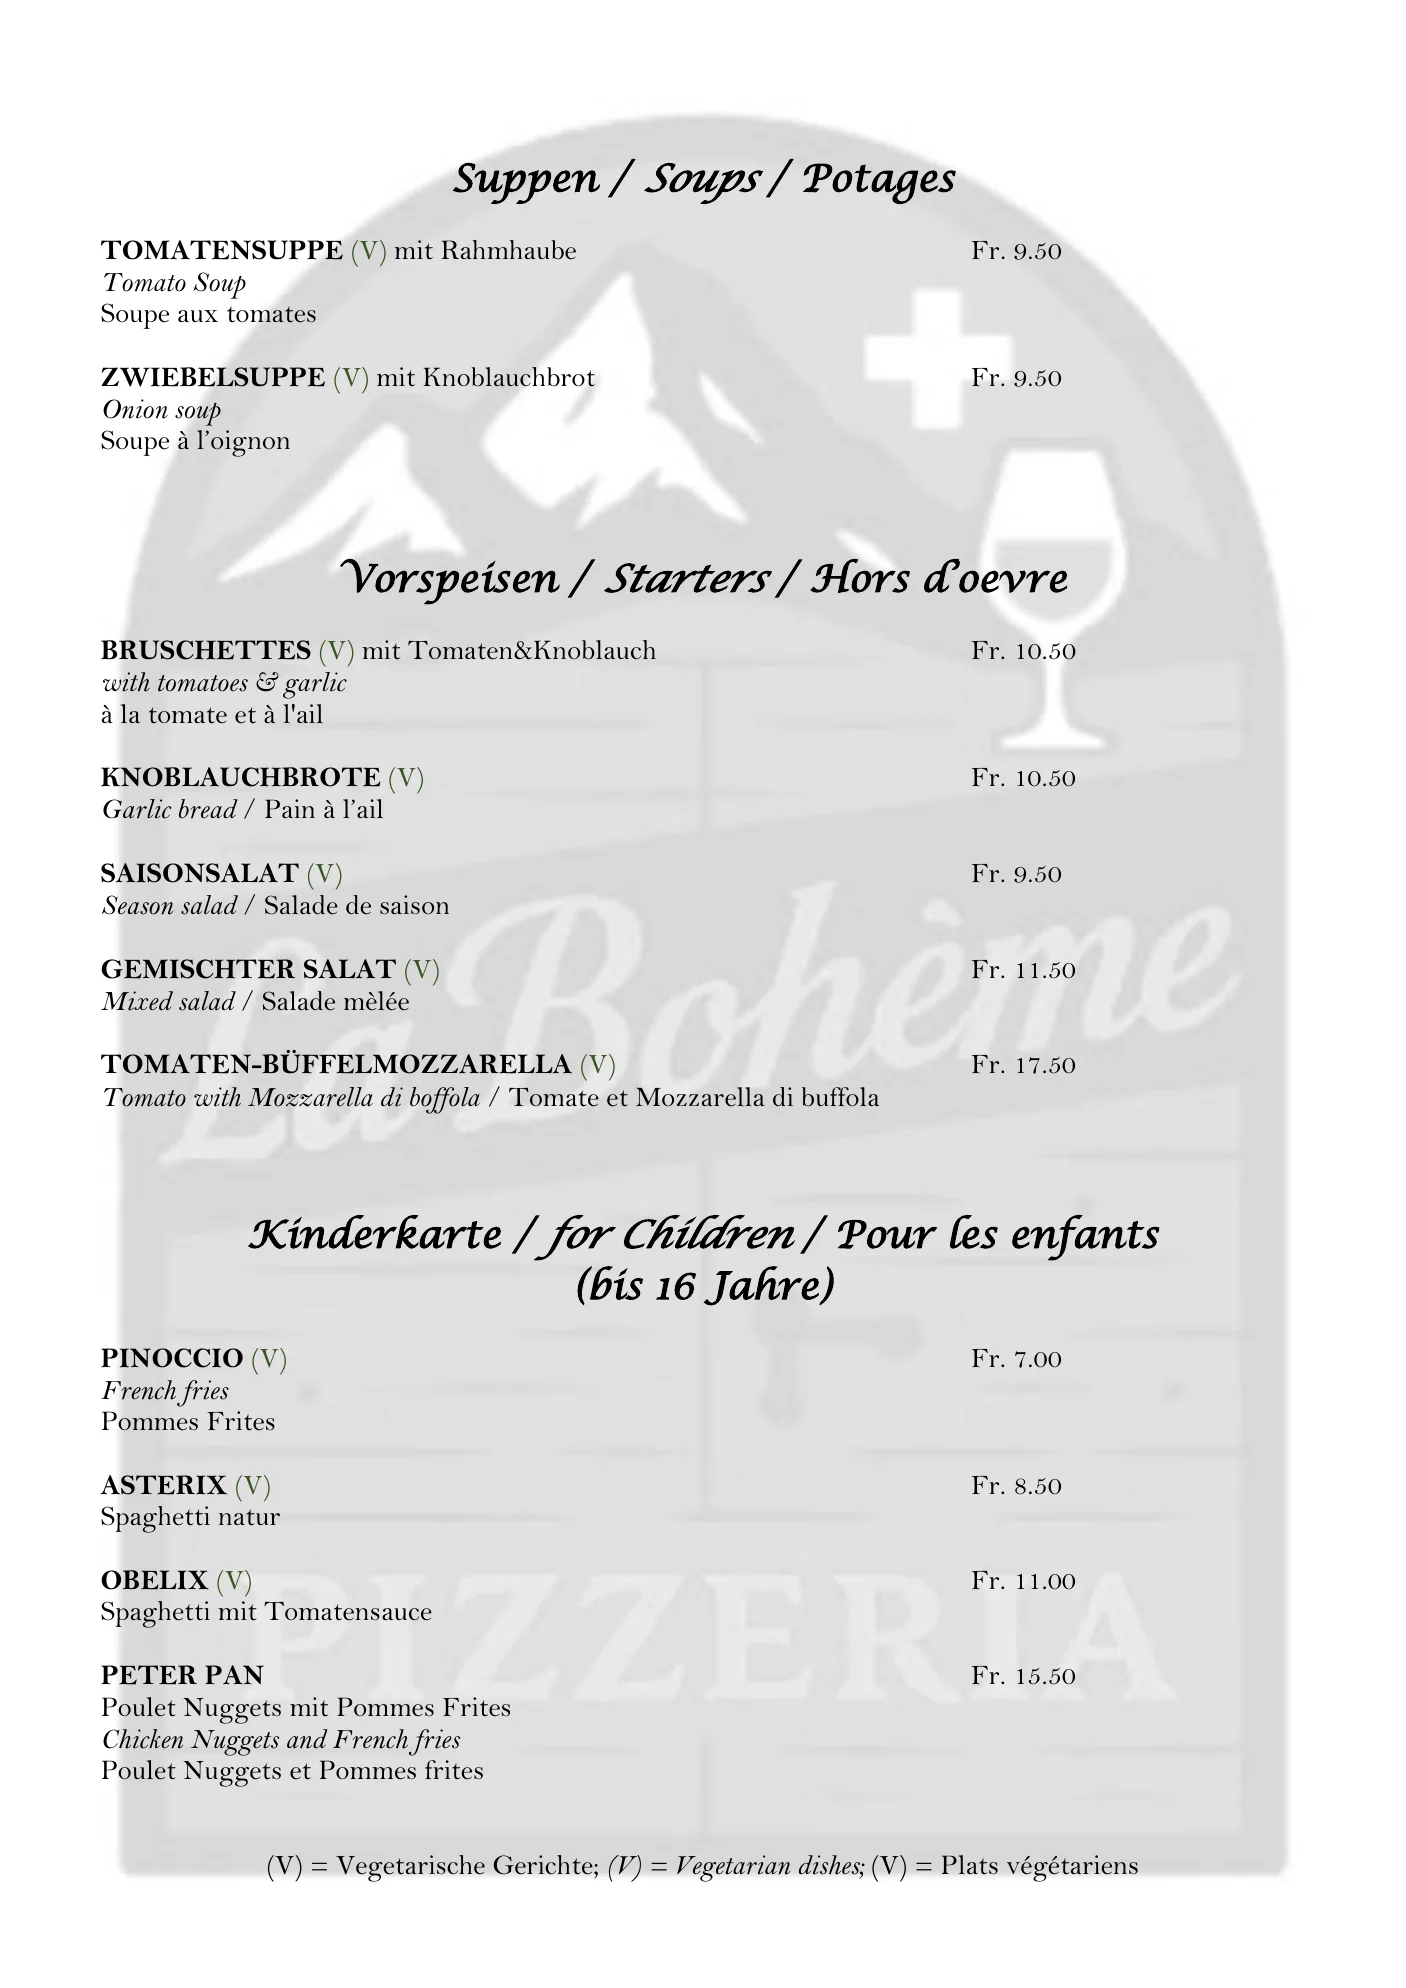 Suppen / Soups / Potages
TOMATENSUPPE (V) mit Rahmhaube Fr. 9.50
Tomato Soup
Soupe aux tomates
ZWIEBELSUPPE (V) mit Knoblauchbrot Fr. 9.50
Onion soup
Soupe à l’oignon
Vorspeisen / Starters / Hors d’oevre
BRUSCHETTES (V) mit Tomaten&Knoblauch Fr. 10.50
with tomatoes & garlic
à la tomate et à l'ail
KNOBLAUCHBROTE (V) Fr. 10.50
Garlic bread / Pain à l’ail
SAISONSALAT (V) Fr. 9.50
Season salad / Salade de saison
GEMISCHTER SALAT (V) Fr. 11.50
Mixed salad / Salade mèlée
TOMATEN-BÜFFELMOZZARELLA (V) Fr. 17.50
Tomato with Mozzarella di boffola / Tomate et Mozzarella di buffola
La Bohème
Kinderkarte / for Children / Pour les enfants
(bis 16 Jahre)
PINOCCIO (V) Fr. 7.00
French fries
Pommes Frites
ASTERIX (V) Fr. 8.50
Spaghetti natur
OBELIX (V) Fr. 11.00
Spaghetti mit Tomatensauce
PIZZERIA
PETER PAN Fr. 15.50
Poulet Nuggets mit Pommes Frites
Chicken Nuggets and French fries
Poulet Nuggets et Pommes frites
(V) = Vegetarische Gerichte; (V) = Vegetarian dishes; (V) = Plats végétariens